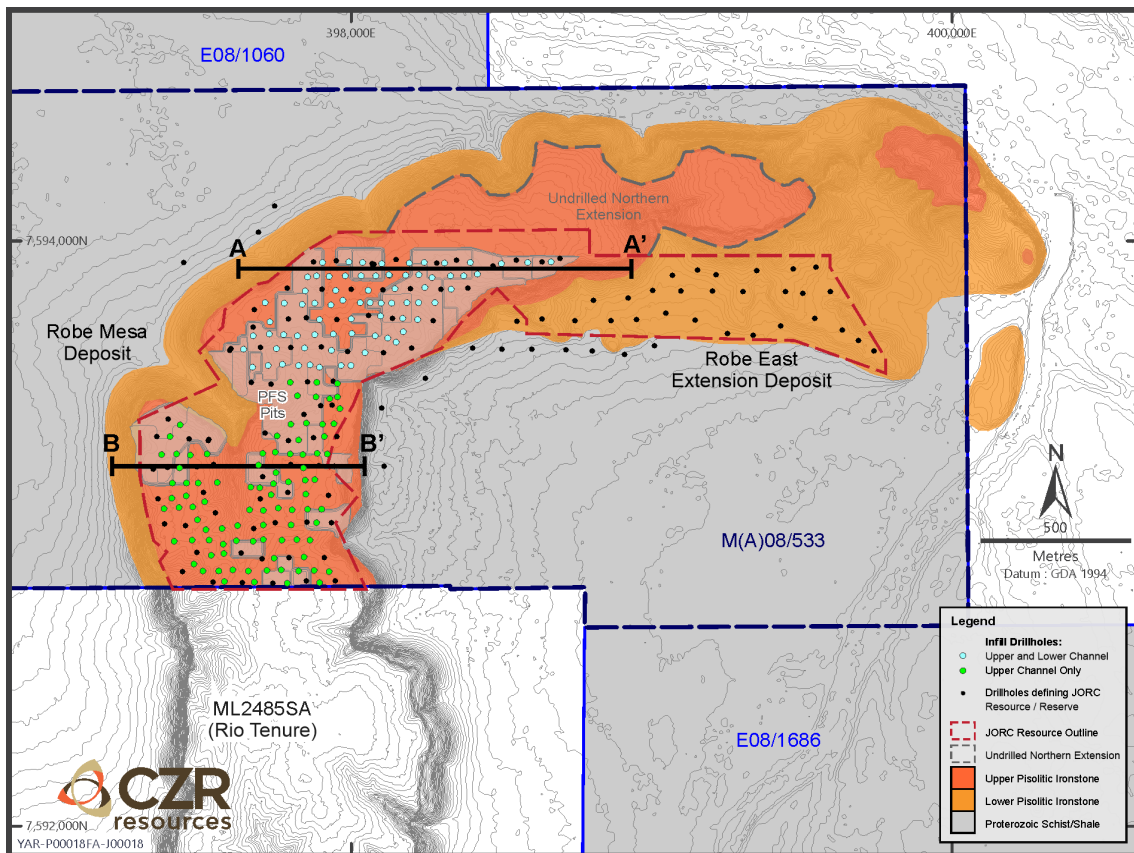 398,000E
400,000E
E08/1060
Undrilled Northern
Extension
7,594,000N
A
A'
Robe Mesa
Deposit
Robe East
Extension Deposit
PFS
Pits
B
B'
N
500
Metres
Datum : GDA 1994
M(A)08/533
ML2485SA
(Rio Tenure)
E08/1686
Legend
Infill Drillholes:
Upper and Lower Channel
Upper Channel Only
Drillholes defining JORC
Resource / Reserve
JORC Resource Outline
Undrilled Northern Extension
Upper Pisolitic Ironstone
Lower Pisolitic Ironstone
Proterozoic Schist/Shale
CZR
resources
7,592,000N
YAR-P00018FA-J00018